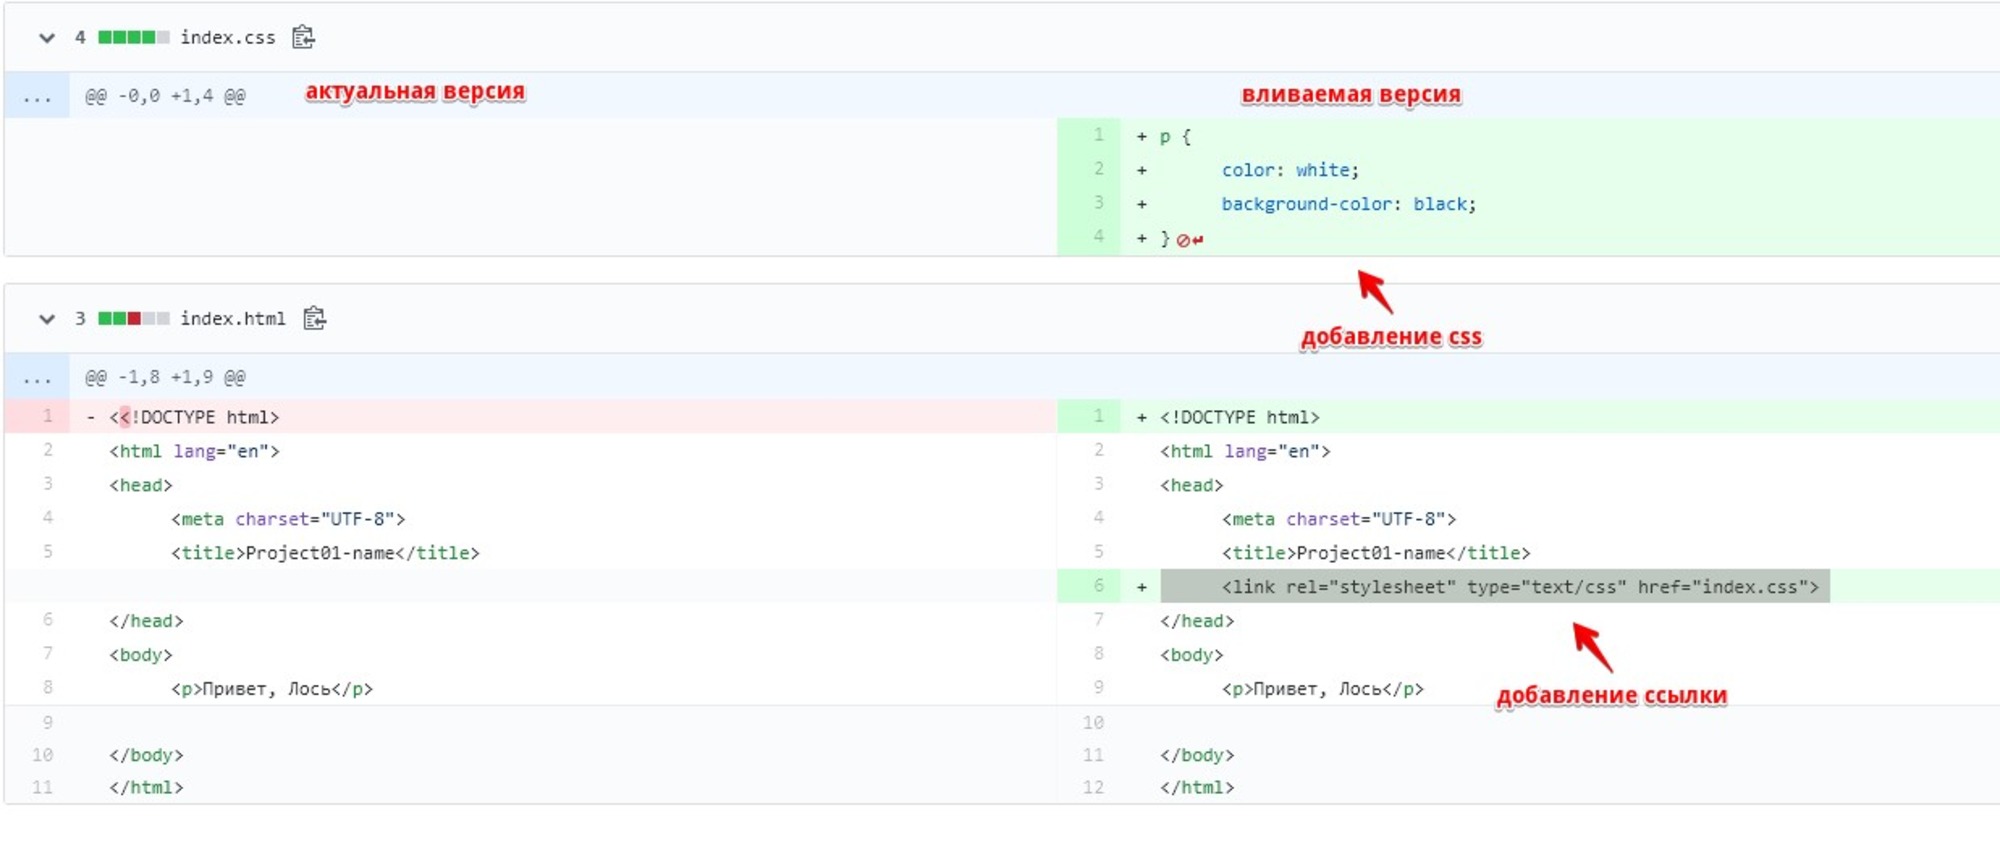 4 index.css
... @@ -0,0 +1,4 @@ актуальная версия вливаемая версия
1 + p {
2 + color: white;
3 + background-color: black;
4 + }
добавление css
3 index.html
... @@ -1,8 +1,9 @@
1 - <<!DOCTYPE html> 1 + <!DOCTYPE html>
2 <html lang="en"> 2 <html lang="en">
3 <head> 3 <head>
4 <meta charset="UTF-8"> 4 <meta charset="UTF-8">
5 <title>Project01-name</title> 5 <title>Project01-name</title>
6 + <link rel="stylesheet" type="text/css" href="index.css">
6 </head> 7 </head>
7 <body> 8 <body>
8 <p>Привет, Лось</p> 9 <p>Привет, Лось</p>
добавление ссылки
9 10
10 </body> 11 </body>
11 </html> 12 </html>